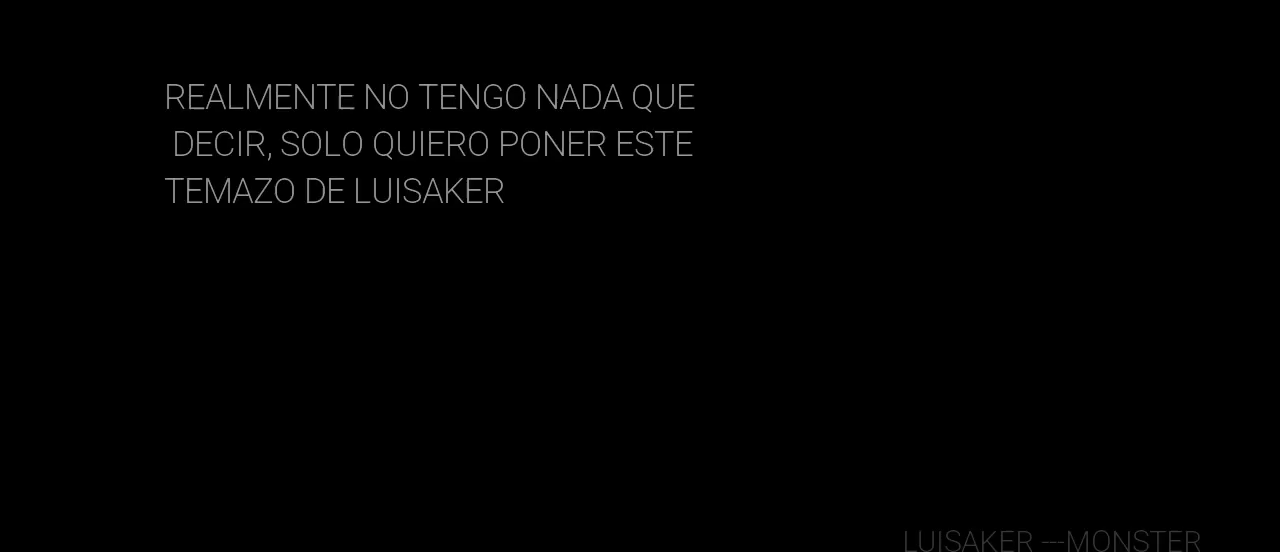 REALMENTE NO TENGO NADA QUE
DECIR, SOLO QUIERO PONER ESTE
TEMAZO DE LUISAKER
LUISAKER ---MONSTER